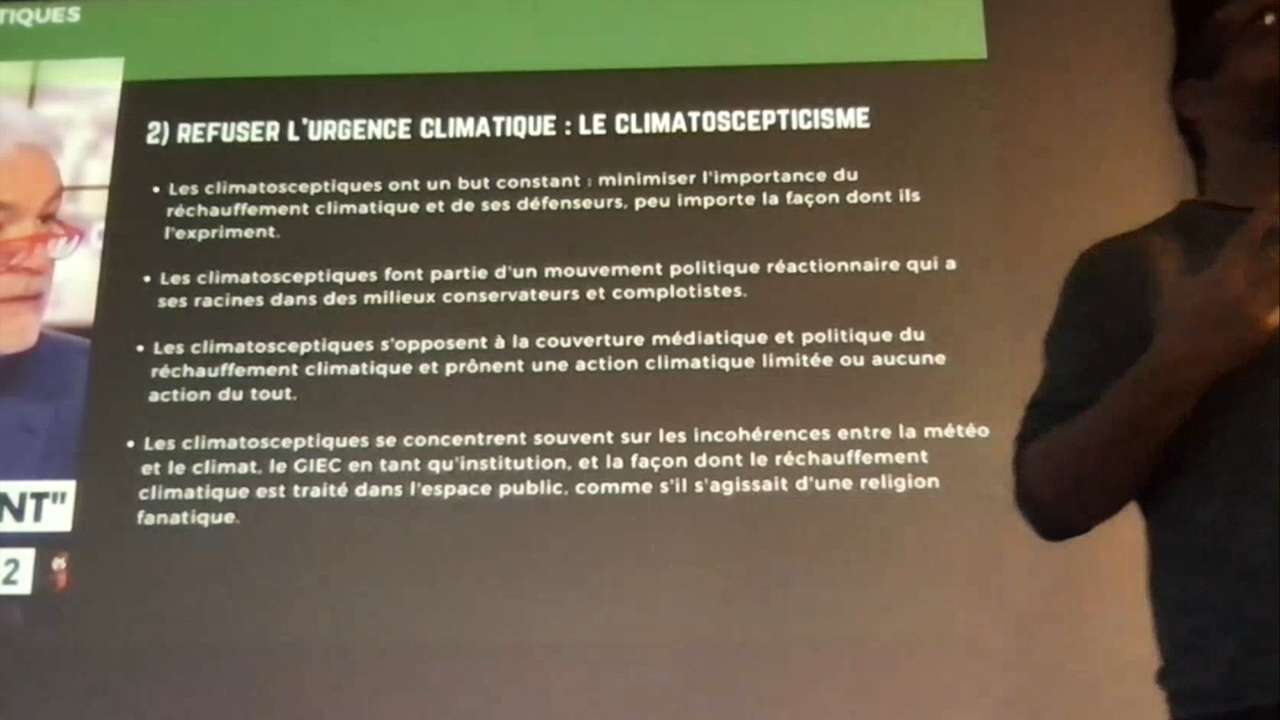 TIQUES
2) REFUSER L'URGENCE CLIMATIQUE : LE CLIMATOSCEPTICISME
• Les climatosceptiques ont un but constant : minimiser l'importance du
réchauffement climatique et de ses défenseurs, peu importe la façon dont ils
l'expriment.
• Les climatosceptiques font partie d'un mouvement politique réactionnaire qui a
ses racines dans des milieux conservateurs et complotistes.
• Les climatosceptiques s'opposent à la couverture médiatique et politique du
réchauffement climatique et prônent une action climatique limitée ou aucune
action du tout.
• Les climatosceptiques se concentrent souvent sur les incohérences entre la météo
et le climat, le GIEC en tant qu'institution, et la façon dont le réchauffement
climatique est traité dans l'espace public, comme s'il s'agissait d'une religion
fanatique.
NT"
2